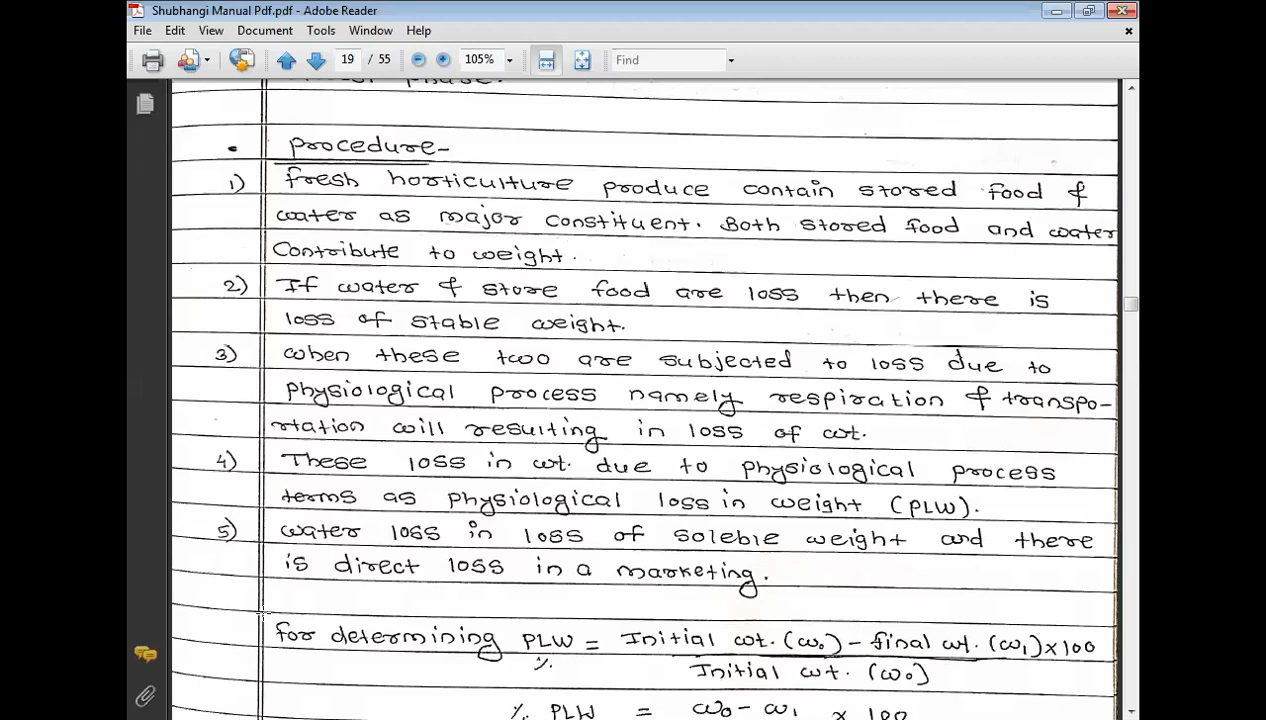 Shubhangi Manual Pdf.pdf - Adobe Reader
File Edit View Document Tools Window Help
19 / 55 105% Find
phase.
• procedure-
1) fresh horticulture produce contain stored food &
water as major constituent. Both stored food and water
Contribute to weight.
2) If water & store food are loss then there is
loss of stable weight.
3) when these two are subjected to loss due to
physiological process namely respiration & transpo-
rtation will resulting in loss of wt.
4) These loss in wt. due to physiological process
terms as physiological loss in weight (PLW).
5) water loss in loss of soleble weight and there
is direct loss in a marketing.
for determining PLW = Initial wt. (w₀) - final wt. (w₁) x 100
% Initial wt. (w₀)
% PLW = w₀ - w₁ x 100